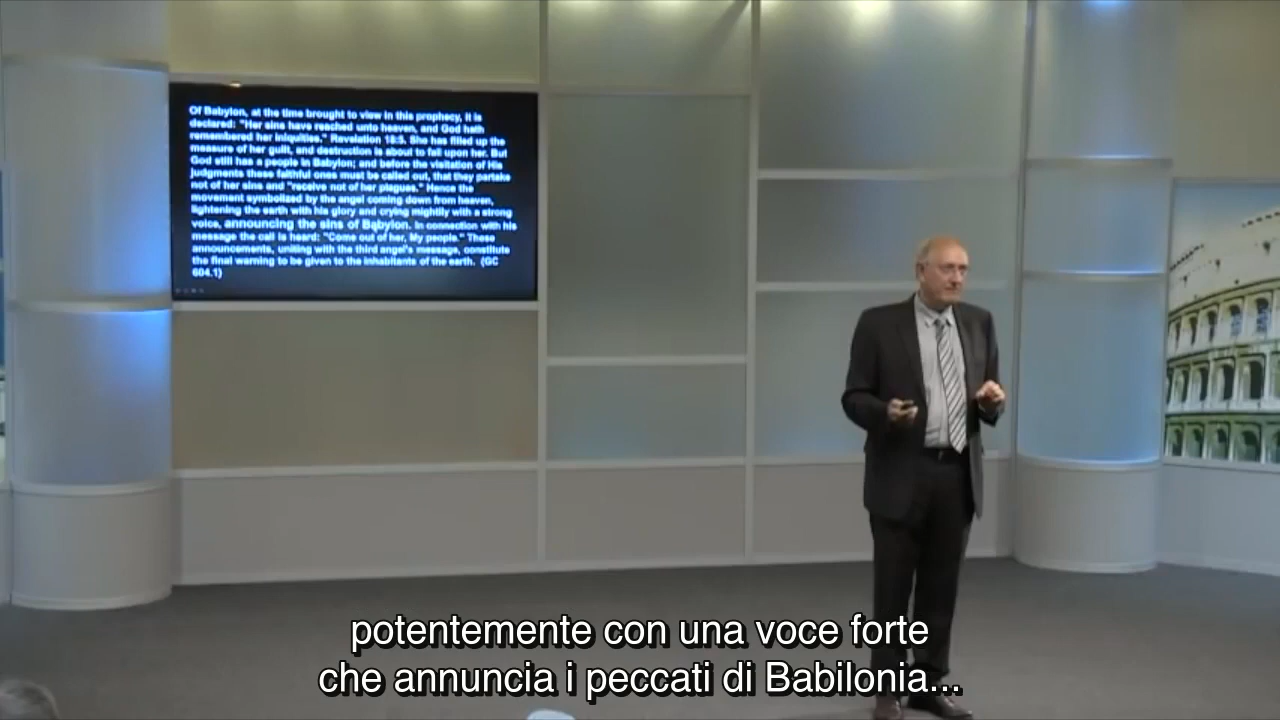 Of Babylon, at the time brought to view in this prophecy, it is
declared: "Her sins have reached unto heaven, and God hath
remembered her iniquities." Revelation 18:5. She has filled up the
measure of her guilt, and destruction is about to fall upon her. But
God still has a people in Babylon; and before the visitation of His
judgments these faithful ones must be called out, that they partake
not of her sins and "receive not of her plagues." Hence the
movement symbolized by the angel coming down from heaven,
lightening the earth with his glory and crying mightily with a strong
voice, announcing the sins of Babylon. In connection with his
message the call is heard: "Come out of her, My people." These
announcements, uniting with the third angel's message, constitute
the final warning to be given to the inhabitants of the earth. (GC
604.1)
potentemente con una voce forte
che annuncia i peccati di Babilonia...